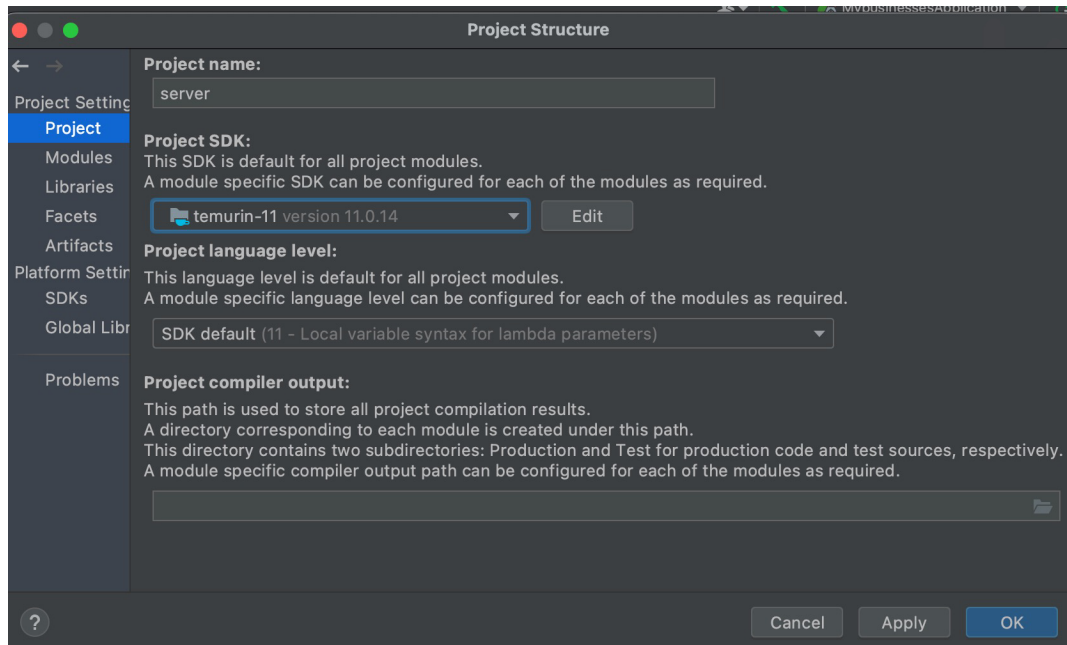 MybusinessesApplication
Project Structure
Project name:
server
Project Setting
Project
Modules
Libraries
Facets
Artifacts
Platform Settin
SDKs
Global Libr
Problems
Project SDK:
This SDK is default for all project modules.
A module specific SDK can be configured for each of the modules as required.
temurin-11 version 11.0.14
Edit
Project language level:
This language level is default for all project modules.
A module specific language level can be configured for each of the modules as required.
SDK default (11 - Local variable syntax for lambda parameters)
Project compiler output:
This path is used to store all project compilation results.
A directory corresponding to each module is created under this path.
This directory contains two subdirectories: Production and Test for production code and test sources, respectively.
A module specific compiler output path can be configured for each of the modules as required.
?
Cancel
Apply
OK